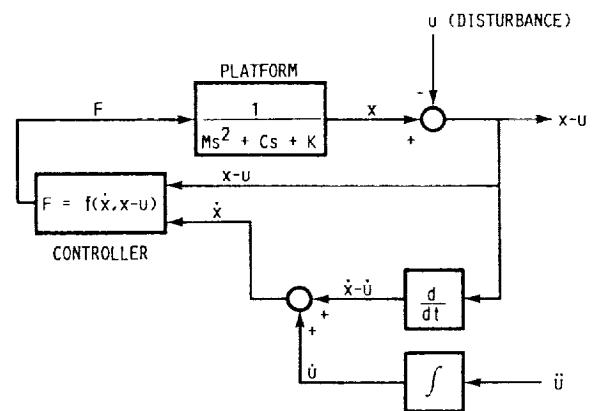 u (DISTURBANCE)
PLATFORM
F
1
Ms² + Cs + K
x
-
+
x-u
x-u
F = f(ẋ,x-u)
ẋ
CONTROLLER
ẋ-u̇
+
+
d
dt
u̇
∫
ü